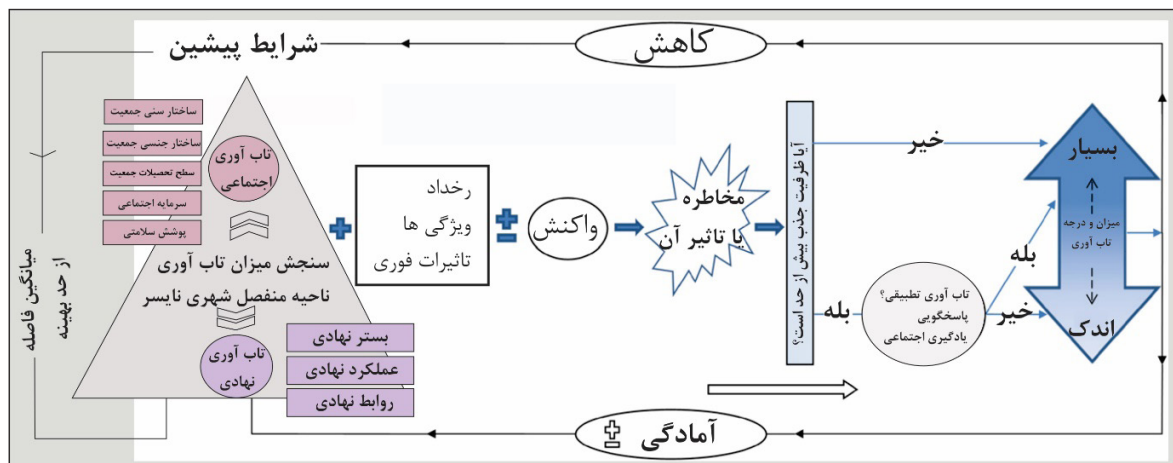 کاهش
شرایط پیشین
ساختار سنی جمعیت
ساختار جنسی جمعیت
سطح تحصیلات جمعیت
سرمایه اجتماعی
پوشش سلامتی
تاب آوری
اجتماعی
سنجش میزان تاب آوری
ناحیه منفصل شهری نایسر
تاب آوری
نهادی
بستر نهادی
عملکرد نهادی
روابط نهادی
میانگین فاصله
از حد بهینه
رخداد
ویژگی ها
تاثیرات فوری
واکنش
مخاطره
یا تاثیر آن
آیا ظرفیت جذب بیش از حد است؟
خیر
بله
تاب آوری تطبیقی؟
پاسخگویی
یادگیری اجتماعی
بله
خیر
بسیار
میزان و درجه
تاب آوری
اندک
آمادگی